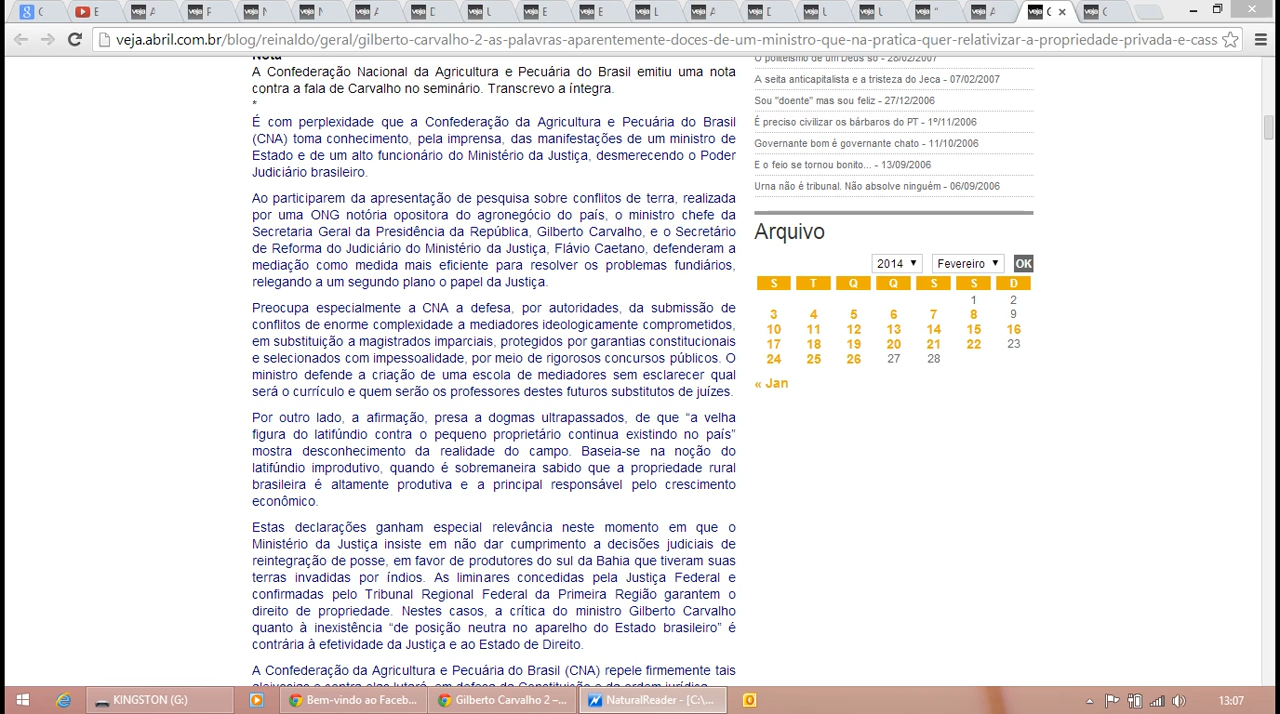 veja.abril.com.br/blog/reinaldo/geral/gilberto-carvalho-2-as-palavras-aparentemente-doces-de-um-ministro-que-na-pratica-quer-relativizar-a-propriedade-privada-e-cass
Nota
A Confederação Nacional da Agricultura e Pecuária do Brasil emitiu uma nota
contra a fala de Carvalho no seminário. Transcrevo a íntegra.
*
É com perplexidade que a Confederação da Agricultura e Pecuária do Brasil
(CNA) toma conhecimento, pela imprensa, das manifestações de um ministro de
Estado e de um alto funcionário do Ministério da Justiça, desmerecendo o Poder
Judiciário brasileiro.
Ao participarem da apresentação de pesquisa sobre conflitos de terra, realizada
por uma ONG notória opositora do agronegócio do país, o ministro chefe da
Secretaria Geral da Presidência da República, Gilberto Carvalho, e o Secretário
de Reforma do Judiciário do Ministério da Justiça, Flávio Caetano, defenderam a
mediação como medida mais eficiente para resolver os problemas fundiários,
relegando a um segundo plano o papel da Justiça.
Preocupa especialmente a CNA a defesa, por autoridades, da submissão de
conflitos de enorme complexidade a mediadores ideologicamente comprometidos,
em substituição a magistrados imparciais, protegidos por garantias constitucionais
e selecionados com impessoalidade, por meio de rigorosos concursos públicos. O
ministro defende a criação de uma escola de mediadores sem esclarecer qual
será o currículo e quem serão os professores destes futuros substitutos de juízes.
Por outro lado, a afirmação, presa a dogmas ultrapassados, de que “a velha
figura do latifúndio contra o pequeno proprietário continua existindo no país”
mostra desconhecimento da realidade do campo. Baseia-se na noção do
latifúndio improdutivo, quando é sobremaneira sabido que a propriedade rural
brasileira é altamente produtiva e a principal responsável pelo crescimento
econômico.
Estas declarações ganham especial relevância neste momento em que o
Ministério da Justiça insiste em não dar cumprimento a decisões judiciais de
reintegração de posse, em favor de produtores do sul da Bahia que tiveram suas
terras invadidas por índios. As liminares concedidas pela Justiça Federal e
confirmadas pelo Tribunal Regional Federal da Primeira Região garantem o
direito de propriedade. Nestes casos, a crítica do ministro Gilberto Carvalho
quanto à inexistência “de posição neutra no aparelho do Estado brasileiro” é
contrária à efetividade da Justiça e ao Estado de Direito.
A Confederação da Agricultura e Pecuária do Brasil (CNA) repele firmemente tais
O politeísmo de um Deus só - 28/02/2007
A seita anticapitalista e a tristeza do Jeca - 07/02/2007
Sou "doente" mas sou feliz - 27/12/2006
É preciso civilizar os bárbaros do PT - 1º/11/2006
Governante bom é governante chato - 11/10/2006
E o feio se tornou bonito... - 13/09/2006
Urna não é tribunal. Não absolve ninguém - 06/09/2006
Arquivo
2014 Fevereiro OK
S T Q Q S S D
1 2
3 4 5 6 7 8 9
10 11 12 13 14 15 16
17 18 19 20 21 22 23
24 25 26 27 28
« Jan
KINGSTON (G:)
Bem-vindo ao Faceb...
Gilberto Carvalho 2 –...
NaturalReader - [C:\...
13:07